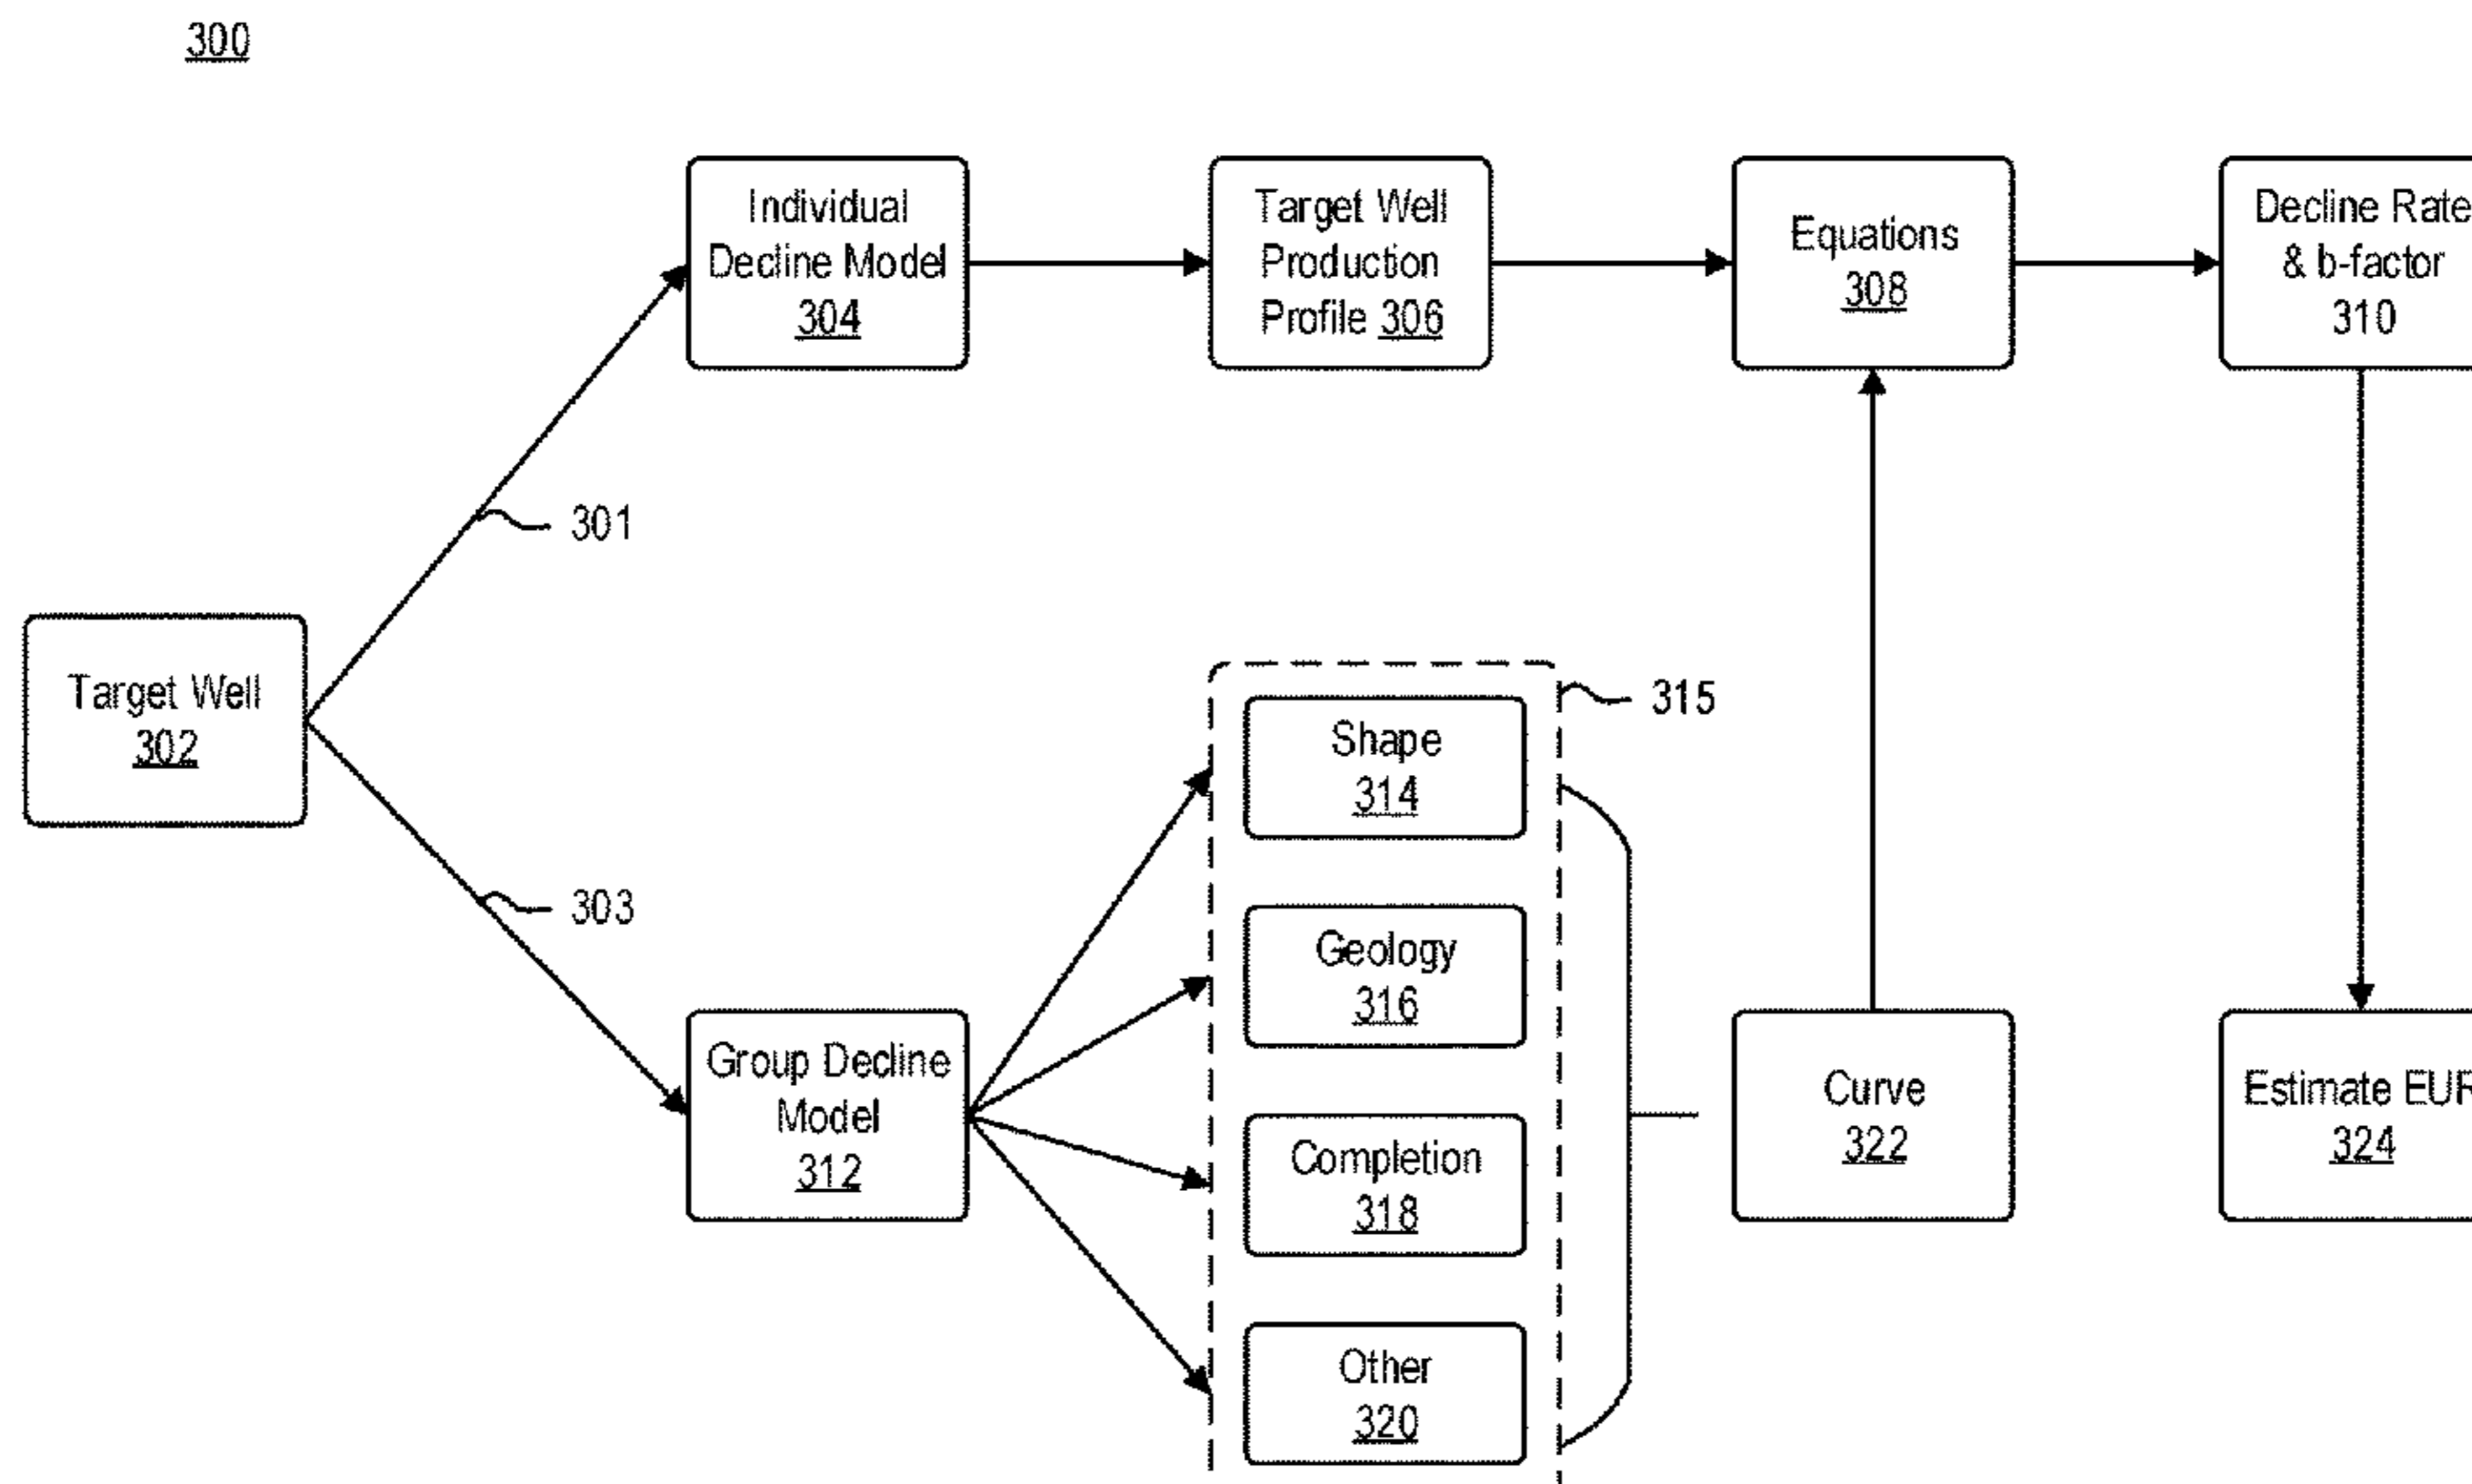 300
Individual
Decline Model
304
Target Well
Production
Profile 306
Equations
308
Decline Rate
& b-factor
310
301
Target Well
302
303
Group Decline
Model
312
315
Shape
314
Geology
316
Completion
318
Other
320
Curve
322
Estimate EUR
324